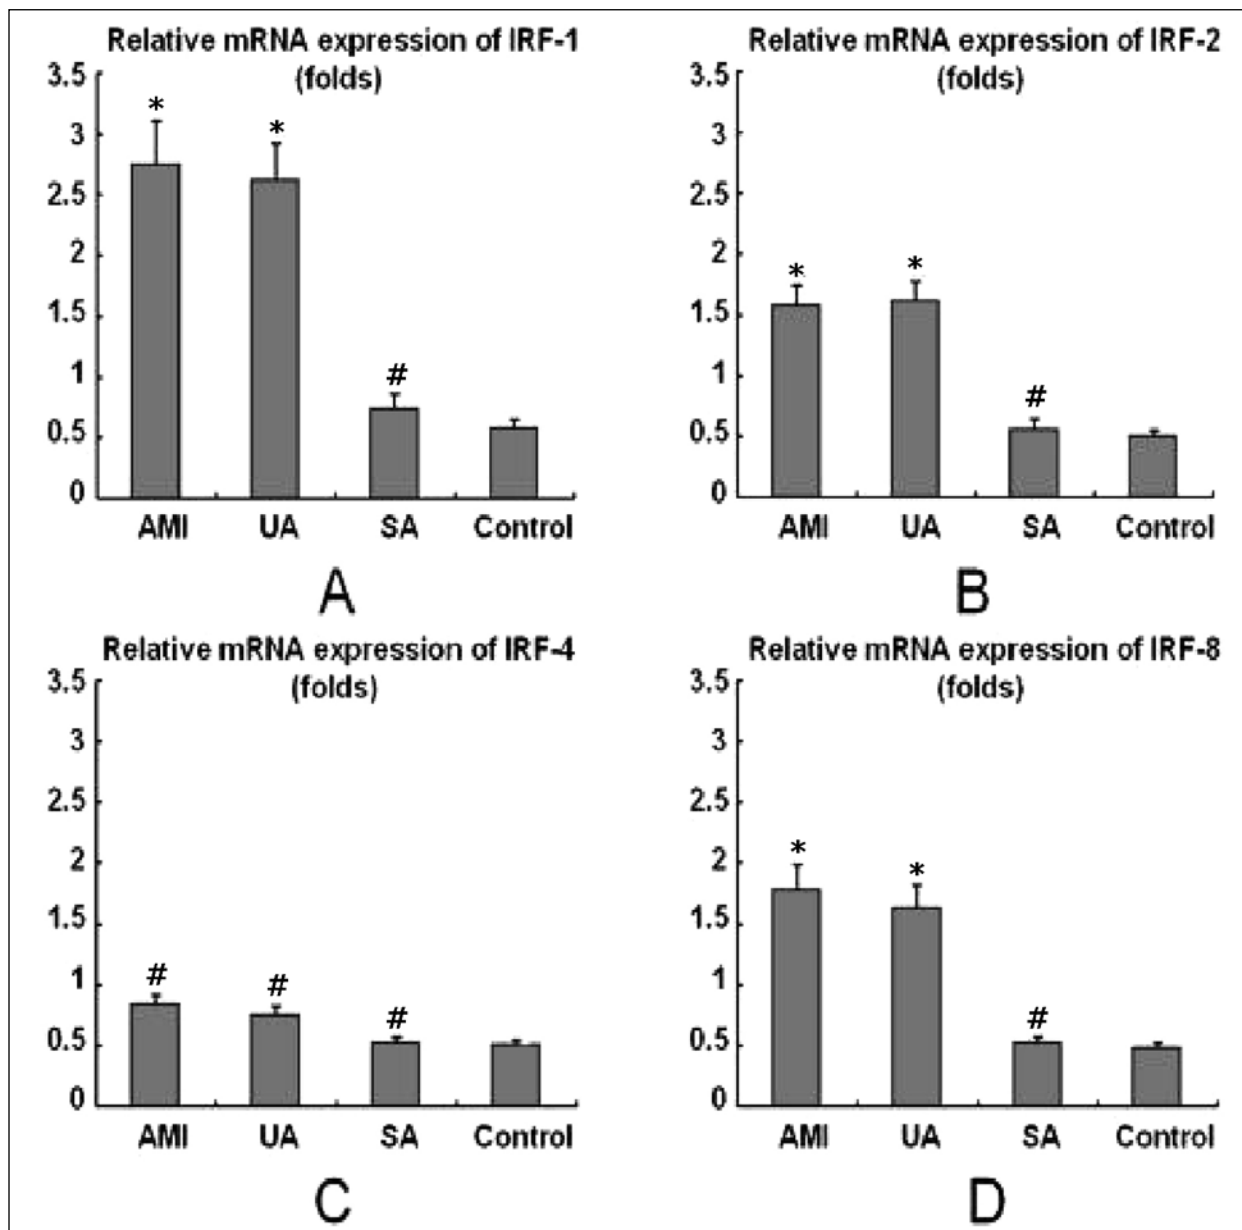 Relative mRNA expression of IRF-1
(folds)
3.5
3
2.5
2
1.5
1
0.5
0
*
*
#
AMI UA SA Control
A
Relative mRNA expression of IRF-2
(folds)
3.5
3
2.5
2
1.5
1
0.5
0
*
*
#
AMI UA SA Control
B
Relative mRNA expression of IRF-4
(folds)
3.5
3
2.5
2
1.5
1
0.5
0
#
#
#
AMI UA SA Control
C
Relative mRNA expression of IRF-8
(folds)
3.5
3
2.5
2
1.5
1
0.5
0
*
*
#
AMI UA SA Control
D